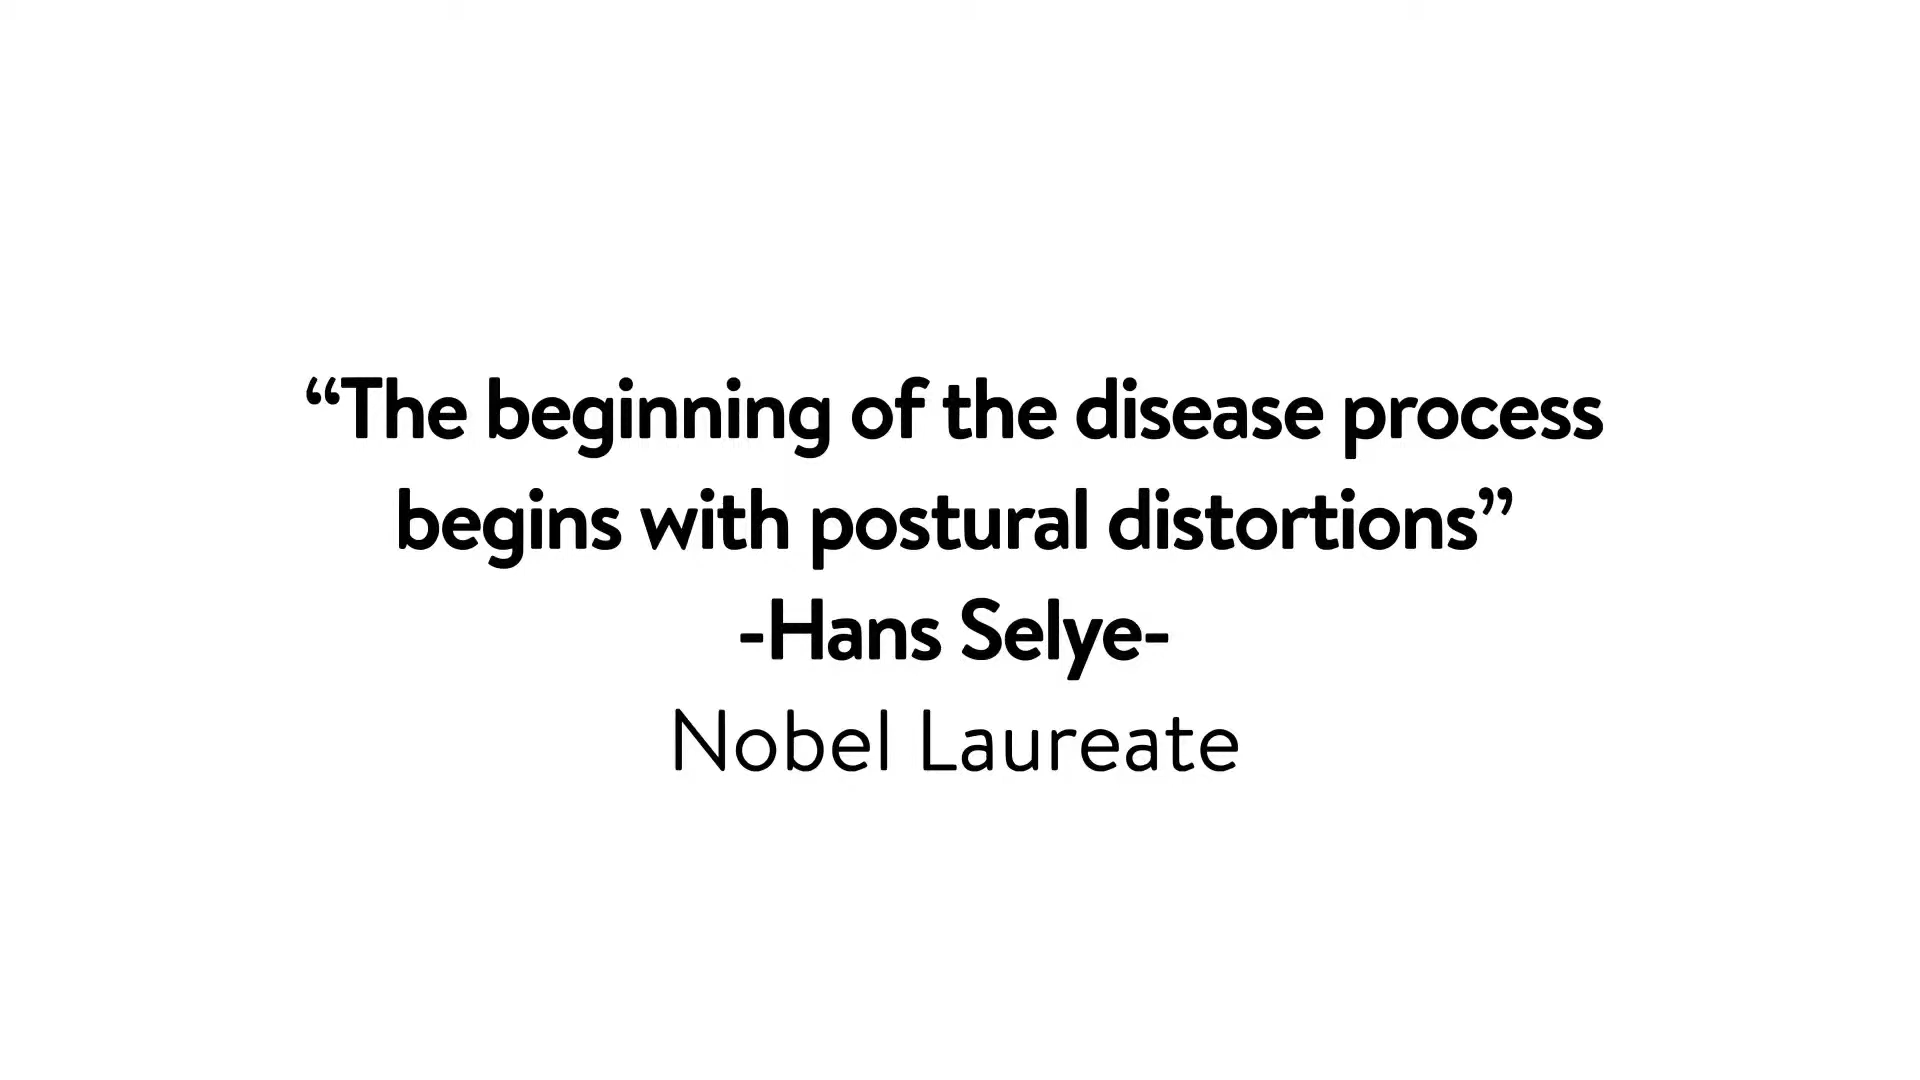 “The beginning of the disease process
begins with postural distortions”
-Hans Selye-
Nobel Laureate